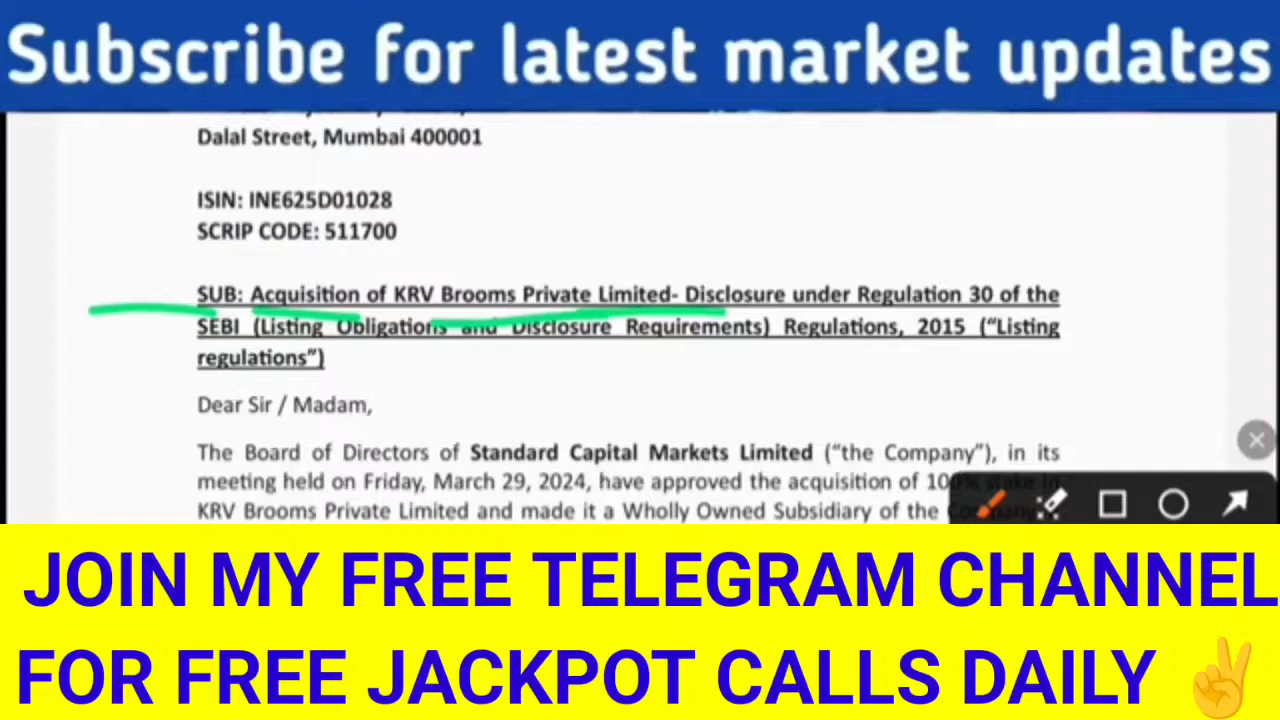 Subscribe for latest market updates
Dalal Street, Mumbai 400001
ISIN: INE625D01028
SCRIP CODE: 511700
SUB: Acquisition of KRV Brooms Private Limited- Disclosure under Regulation 30 of the
SEBI (Listing Obligations and Disclosure Requirements) Regulations, 2015 (“Listing
regulations”)
Dear Sir / Madam,
The Board of Directors of Standard Capital Markets Limited (“the Company”), in its
meeting held on Friday, March 29, 2024, have approved the acquisition of 100% stake in
KRV Brooms Private Limited and made it a Wholly Owned Subsidiary of the
JOIN MY FREE TELEGRAM CHANNEL
FOR FREE JACKPOT CALLS DAILY ✌